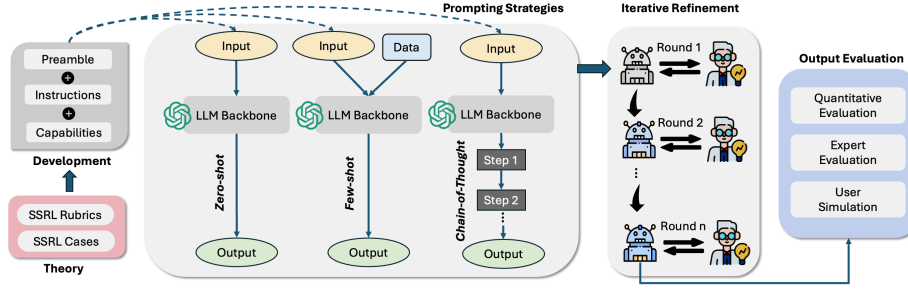 Prompting Strategies
Iterative Refinement
Preamble
Instructions
Capabilities
Development
SSRL Rubrics
SSRL Cases
Theory
Input
LLM Backbone
Zero-shot
Output
Input
Data
LLM Backbone
Few-shot
Output
Input
LLM Backbone
Chain-of-Thought
Step 1
Step 2
Output
Round 1
Round 2
Round n
Output Evaluation
Quantitative
Evaluation
Expert
Evaluation
User
Simulation